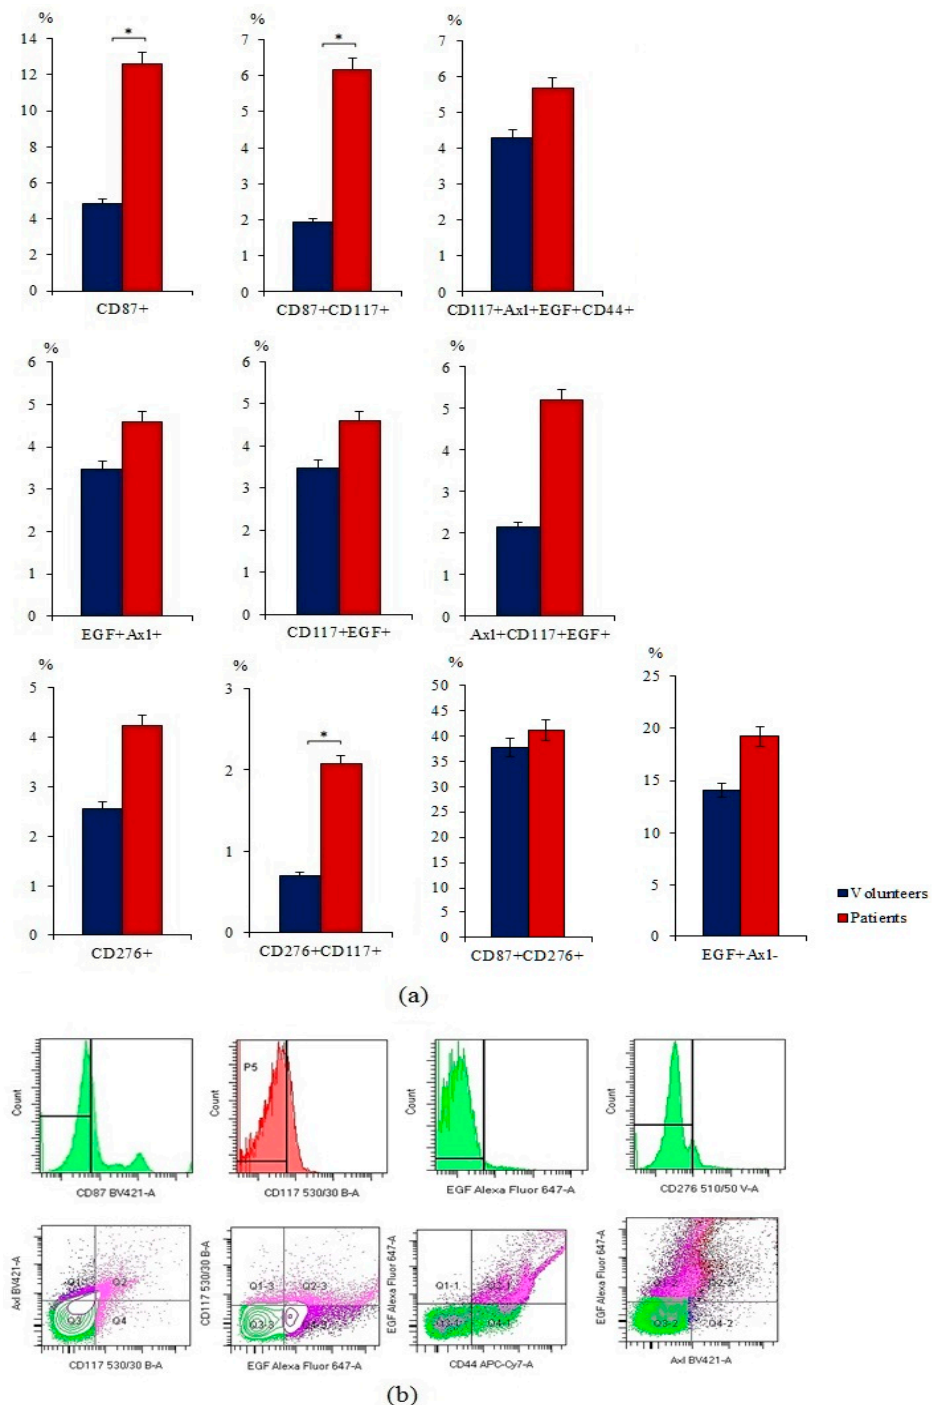 % % %
14 7 7
12 6 6
10 5 5
8 4 4
6 3 3
4 2 2
2 1 1
0 0 0
* *
CD87+ CD87+CD117+ CD117+Axl+EGF+CD44+
% % %
6 6 6
5 5 5
4 4 4
3 3 3
2 2 2
1 1 1
0 0 0
EGF+Axl+ CD117+EGF+ Axl+CD117+EGF+
% % % %
5 3 50 25
4 2 45 20
3 1 40 15
2 0 35 10
1 30 5
0 25 0
20
15
10
5
0
*
CD276+ CD276+CD117+ CD87+CD276+ EGF+Axl-
Volunteers
Patients
(a)
P5
Count Count Count Count
CD87 BV421-A CD117 530/30 B-A EGF Alexa Fluor 647-A CD276 510/50 V-A
Axl BV421-A CD117 530/30 B-A EGF Alexa Fluor 647-A EGF Alexa Fluor 647-A
Q2 Q1-3 Q2-3 Q1-1
Q3 Q4 Q3-3 Q4-1 Q3-2 Q4-2
CD117 530/30 B-A EGF Alexa Fluor 647-A CD44 APC-Cy7-A Axl BV421-A
(b)